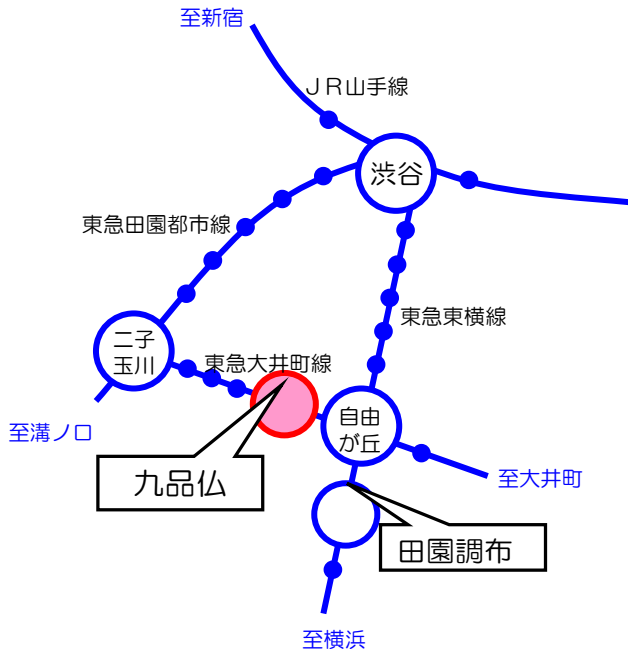 至新宿
JR山手線
渋谷
東急田園都市線
東急東横線
二子
玉川
東急大井町線
至溝ノ口
自由
が丘
九品仏
至大井町
田園調布
至横浜